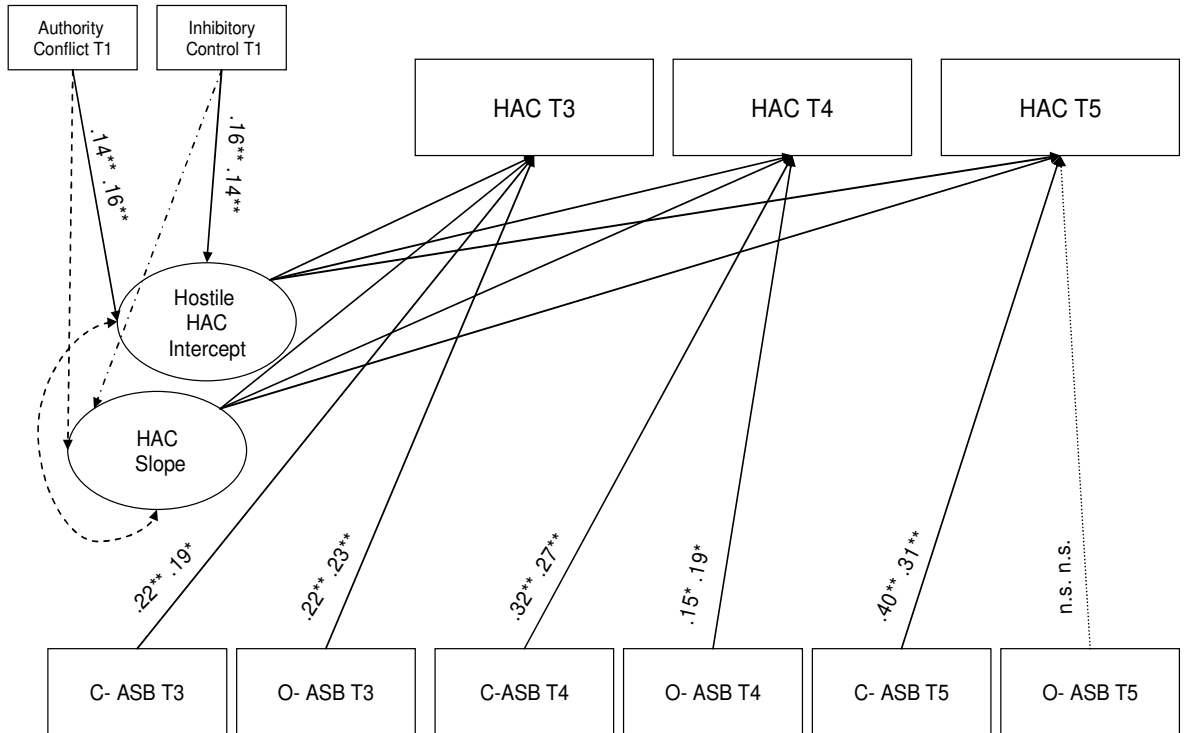 Authority
Conflict T1
Inhibitory
Control T1
HAC T3
HAC T4
HAC T5
.14** .16**
.16** .14**
Hostile
HAC
Intercept
HAC
Slope
.22** .19*
.22** .23**
.32** .27**
.15* .19*
.40** .31**
n.s. n.s.
C- ASB T3
O- ASB T3
C-ASB T4
O- ASB T4
C- ASB T5
O- ASB T5